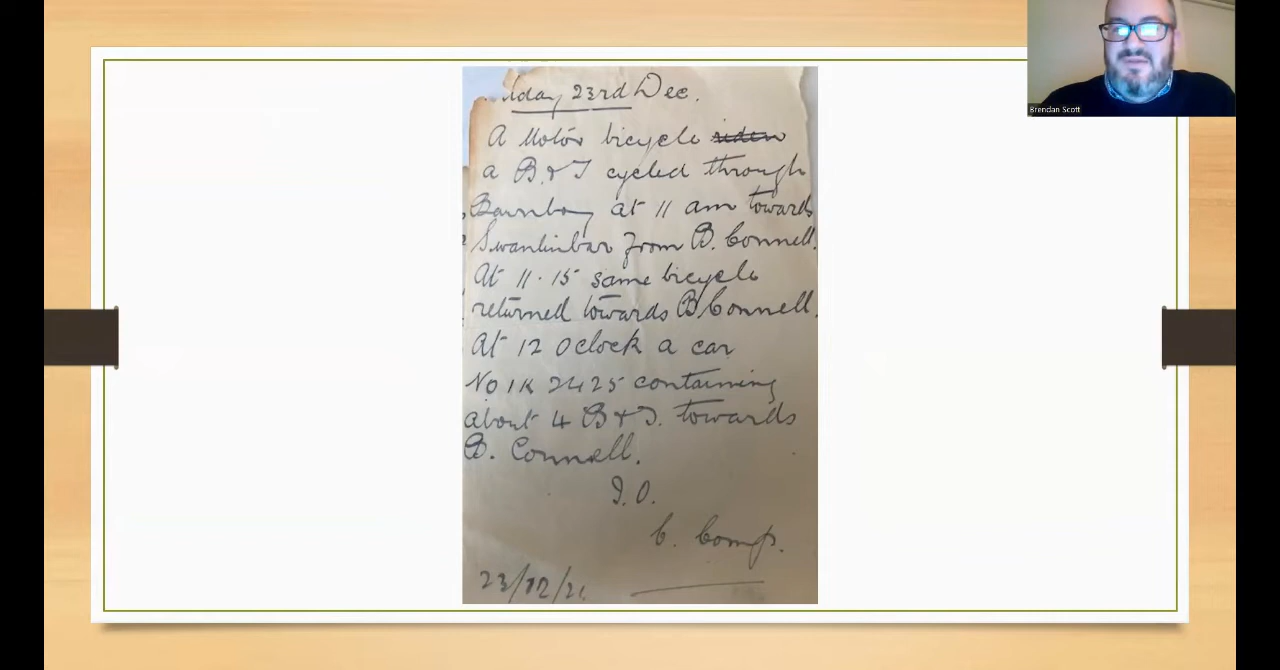 Brendan Scott
day 23rd Dec.
A Motor bicycle
a B & T cycled through
at 11 am towards
Swanlinbar from B. Connell.
At 11.15 same bicycle
returned towards B Connell.
At 12 Oclock a car
No IK 2425 containing
about 4 B & T. towards
B. Connell.
I.O.
C. Comp.
23/12/21